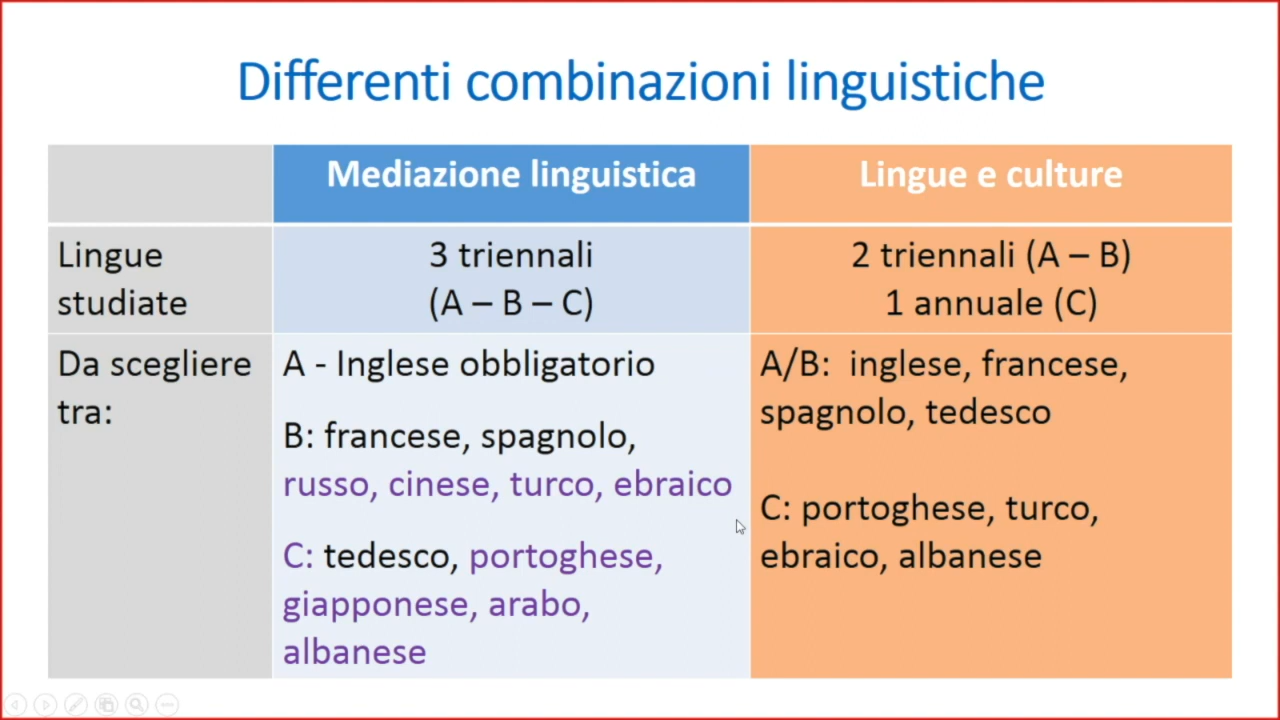 Differenti combinazioni linguistiche
Mediazione linguistica
Lingue e culture
Lingue
studiate
3 triennali
(A – B – C)
2 triennali (A – B)
1 annuale (C)
Da scegliere
tra:
A - Inglese obbligatorio
B: francese, spagnolo,
russo, cinese, turco, ebraico
C: tedesco, portoghese,
giapponese, arabo,
albanese
A/B:  inglese, francese,
spagnolo, tedesco
C: portoghese, turco,
ebraico, albanese